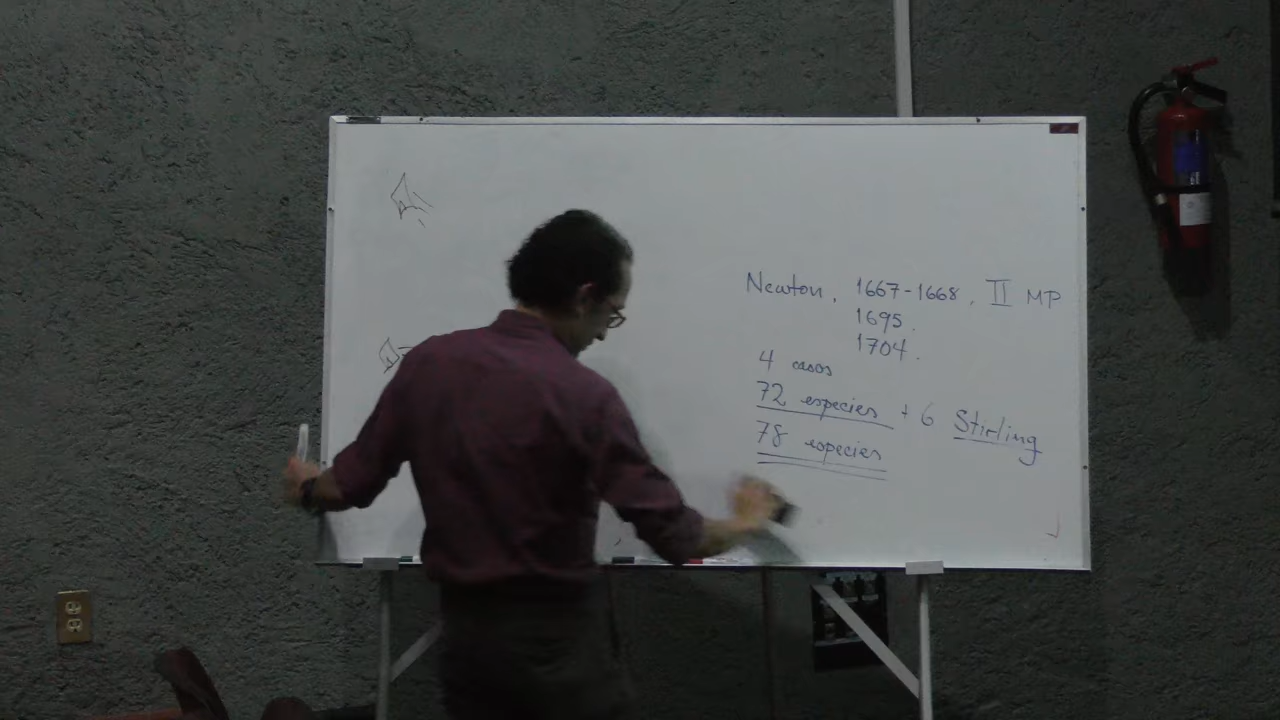 Newton, 1667-1668, II MP
1695.
1704.
4 casos
72 especies + 6 Stirling
78 especies